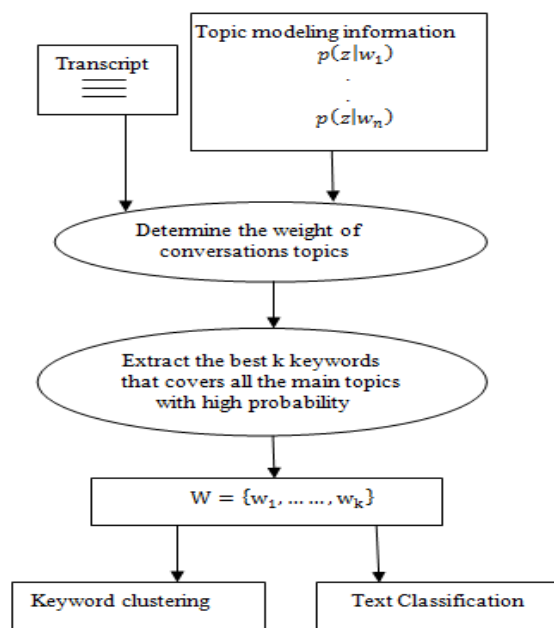 Topic modeling information
p(z|w₁)
.
.
p(z|wₙ)
Transcript
Determine the weight of
conversations topics
Extract the best k keywords
that covers all the main topics
with high probability
W = {w₁, … …, wₖ}
Keyword clustering
Text Classification